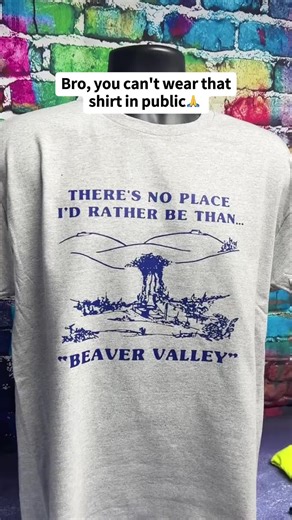 Bro, you can't wear that
shirt in public🙏
THERE'S NO PLACE
I'D RATHER BE THAN...
"BEAVER VALLEY"